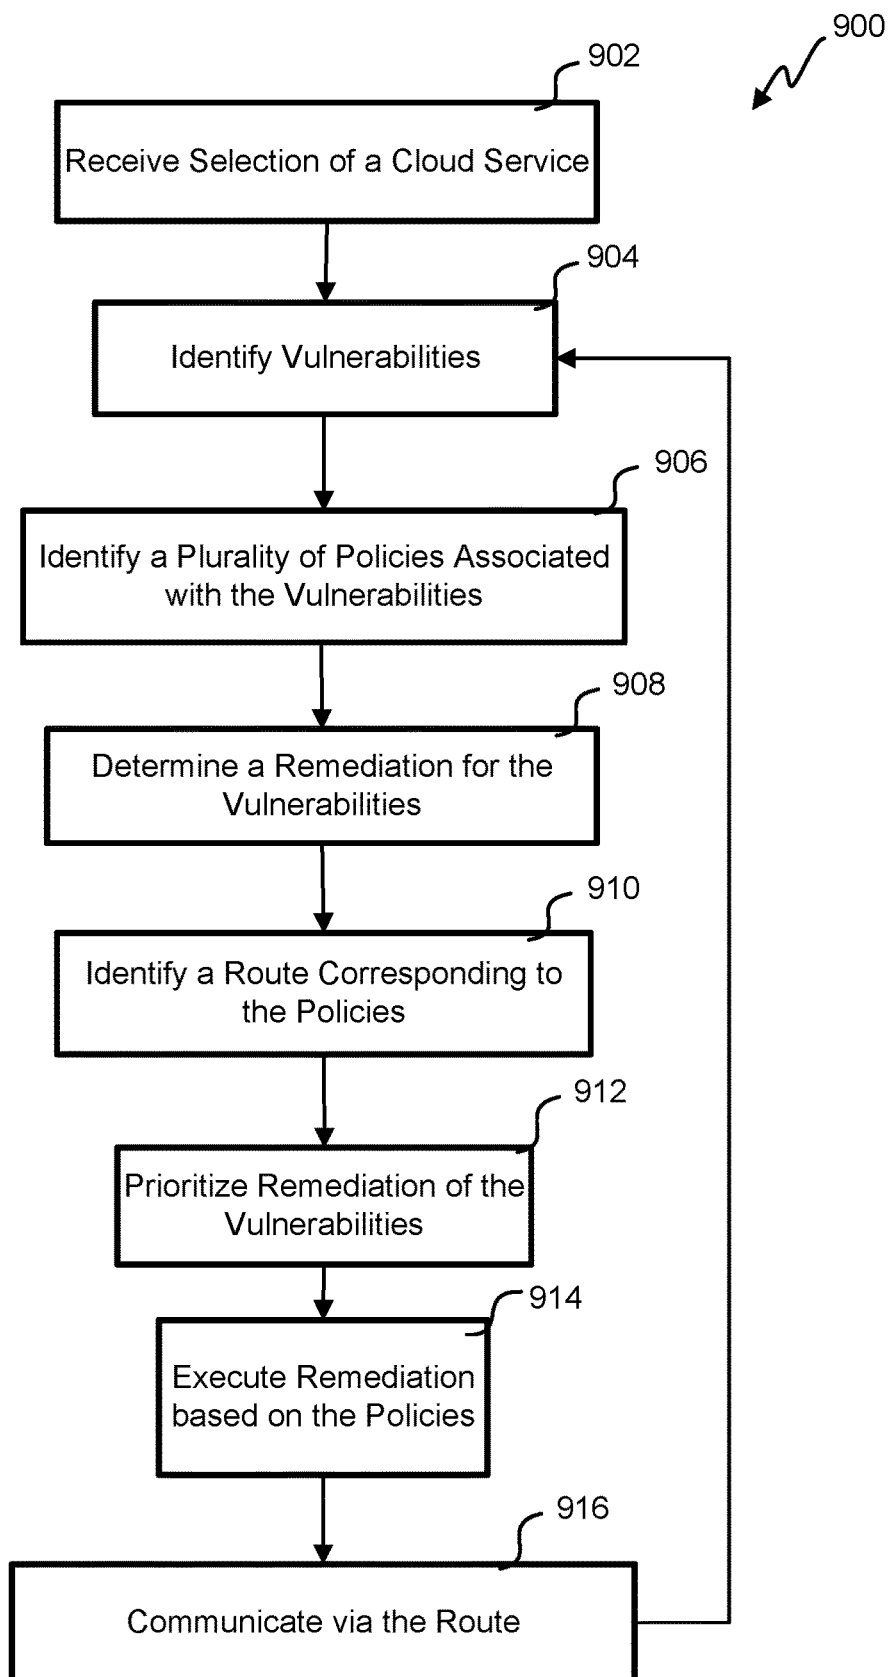 900
902
Receive Selection of a Cloud Service
904
Identify Vulnerabilities
906
Identify a Plurality of Policies Associated
with the Vulnerabilities
908
Determine a Remediation for the
Vulnerabilities
910
Identify a Route Corresponding to
the Policies
912
Prioritize Remediation of the
Vulnerabilities
914
Execute Remediation
based on the Policies
916
Communicate via the Route